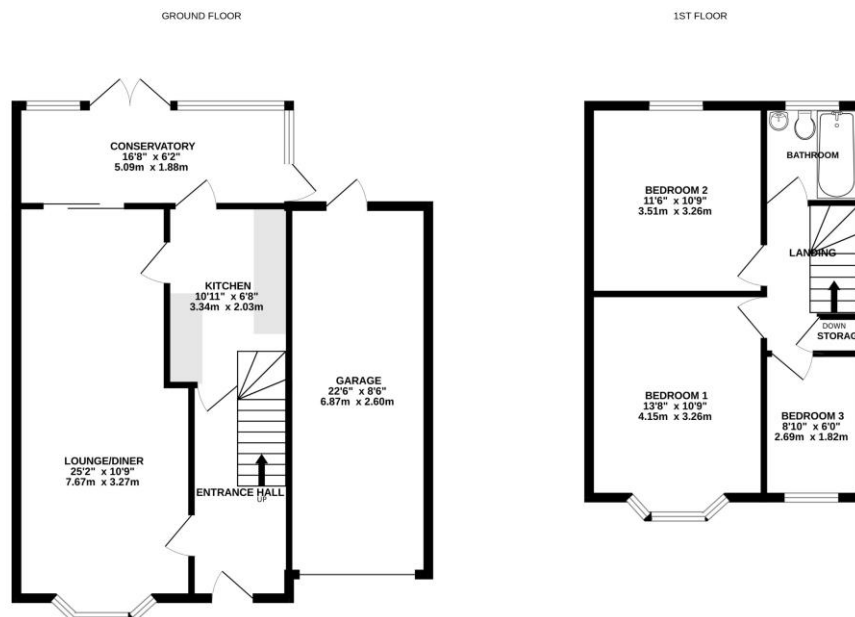 GROUND FLOOR
CONSERVATORY
16'8" x 6'2"
5.09m x 1.88m
KITCHEN
10'11" x 6'8"
3.34m x 2.03m
GARAGE
22'6" x 8'6"
6.87m x 2.60m
LOUNGE/DINER
25'2" x 10'9"
7.67m x 3.27m
ENTRANCE HALL
UP
1ST FLOOR
BATHROOM
BEDROOM 2
11'6" x 10'9"
3.51m x 3.26m
LANDING
DOWN
STORAG
BEDROOM 1
13'8" x 10'9"
4.15m x 3.26m
BEDROOM 3
8'10" x 6'0"
2.69m x 1.82m